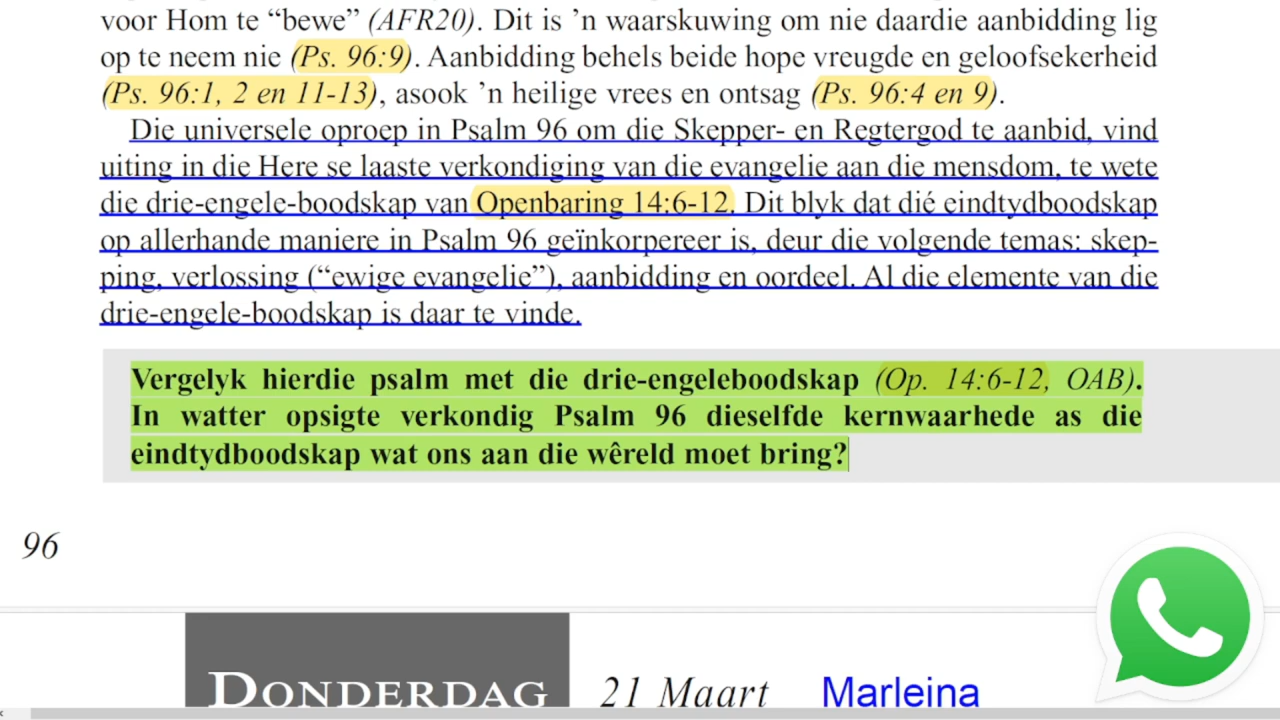 voor Hom te “bewe” (AFR20). Dit is ’n waarskuwing om nie daardie aanbidding lig
op te neem nie (Ps. 96:9). Aanbidding behels beide hope vreugde en geloofsekerheid
(Ps. 96:1, 2 en 11-13), asook ’n heilige vrees en ontsag (Ps. 96:4 en 9).
Die universele oproep in Psalm 96 om die Skepper- en Regtergod te aanbid, vind
uiting in die Here se laaste verkondiging van die evangelie aan die mensdom, te wete
die drie-engele-boodskap van Openbaring 14:6-12. Dit blyk dat dié eindtydboodskap
op allerhande maniere in Psalm 96 geïnkorpereer is, deur die volgende temas: skep-
ping, verlossing (“ewige evangelie”), aanbidding en oordeel. Al die elemente van die
drie-engele-boodskap is daar te vinde.
Vergelyk hierdie psalm met die drie-engeleboodskap (Op. 14:6-12, OAB).
In watter opsigte verkondig Psalm 96 dieselfde kernwaarhede as die
eindtydboodskap wat ons aan die wêreld moet bring?
96
DONDERDAG 21 Maart Marleina